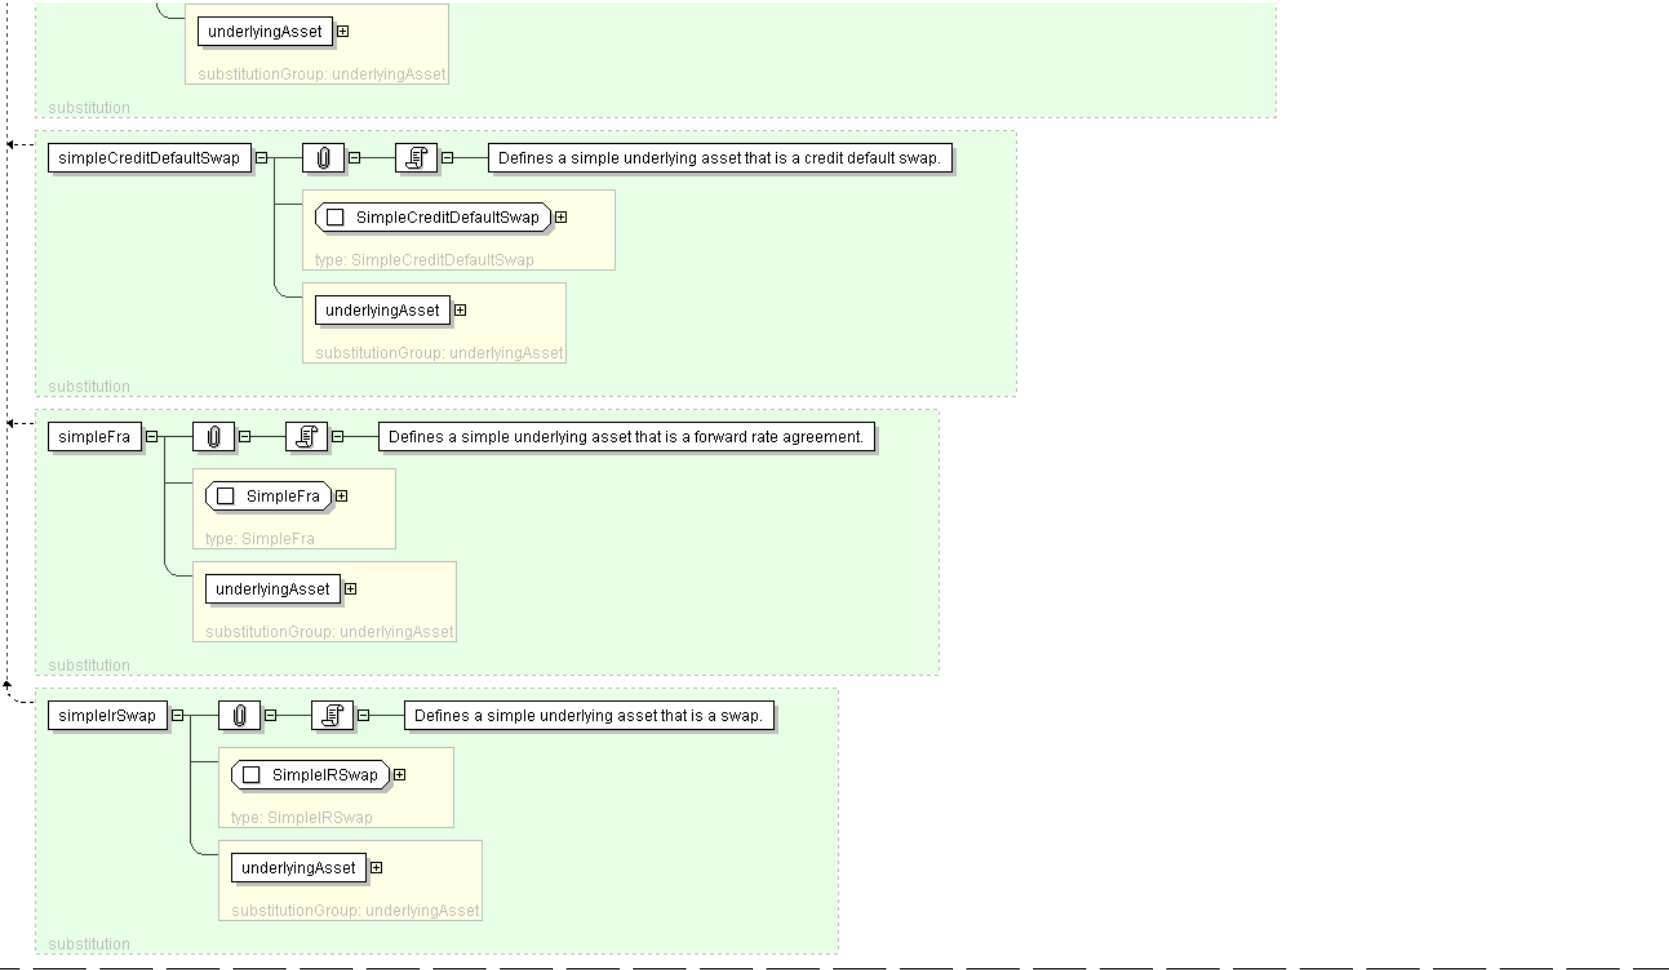 underlyingAsset
substitutionGroup: underlyingAsset
substitution
simpleCreditDefaultSwap
Defines a simple underlying asset that is a credit default swap.
SimpleCreditDefaultSwap
type: SimpleCreditDefaultSwap
underlyingAsset
substitutionGroup: underlyingAsset
substitution
simpleFra
Defines a simple underlying asset that is a forward rate agreement.
SimpleFra
type: SimpleFra
underlyingAsset
substitutionGroup: underlyingAsset
substitution
simpleIrSwap
Defines a simple underlying asset that is a swap.
SimpleIRSwap
type: SimpleIRSwap
underlyingAsset
substitutionGroup: underlyingAsset
substitution